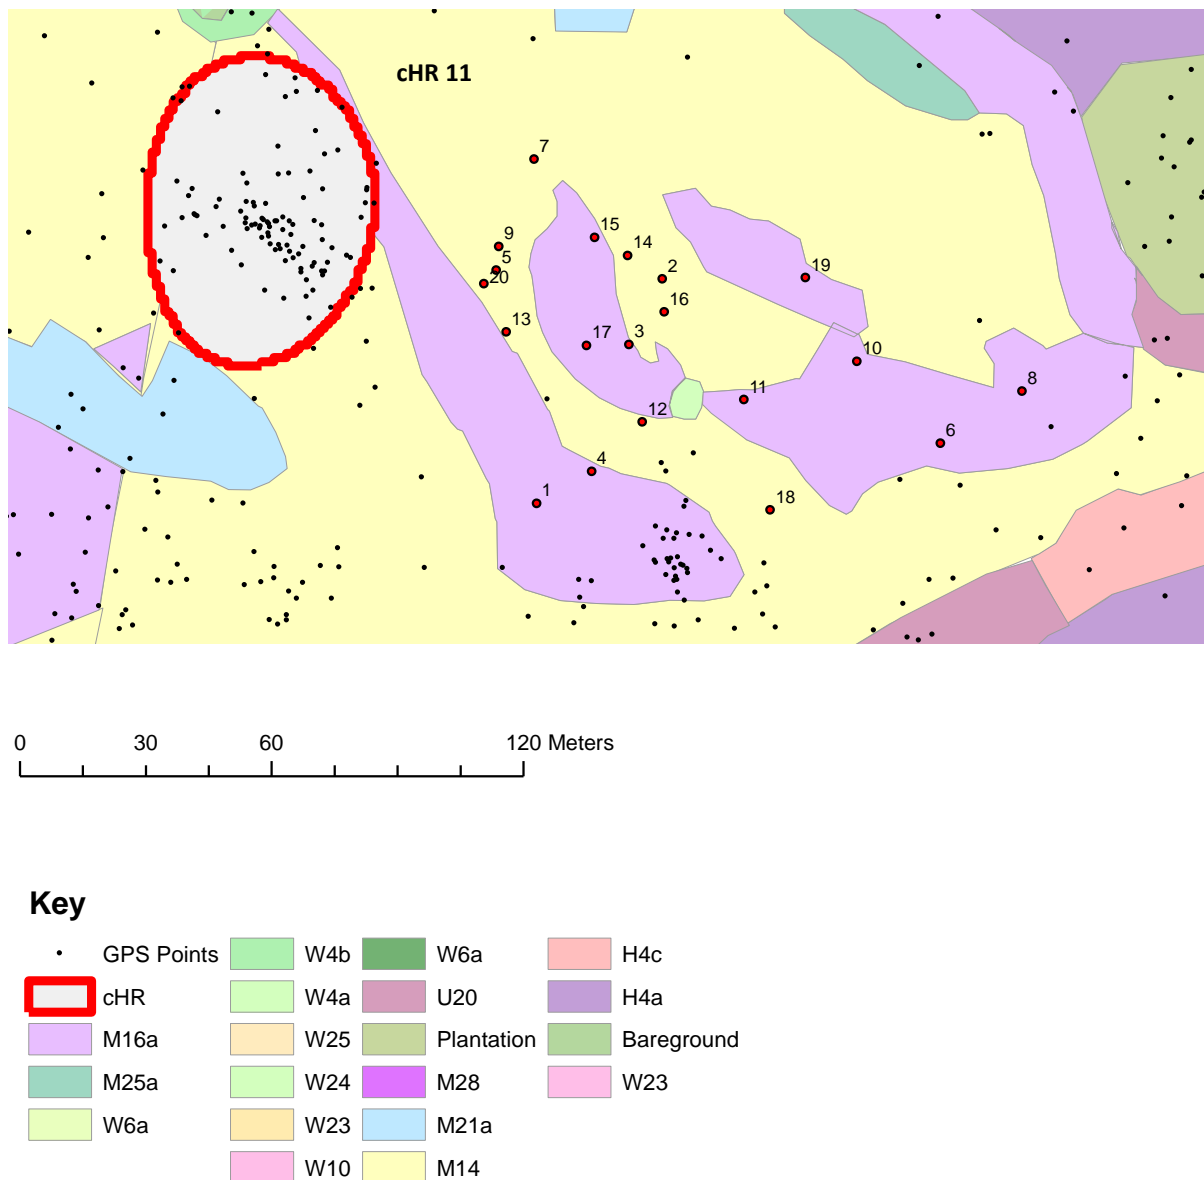 cHR 11
7
15
9
14
5
2
19
20
16
13
17
3
10
8
11
12
6
4
1
18
0 30 60 120 Meters
Key
GPS Points W4b W6a H4c
cHR W4a U20 H4a
M16a W25 Plantation Bareground
M25a W24 M28 W23
W6a W23 M21a
W10 M14